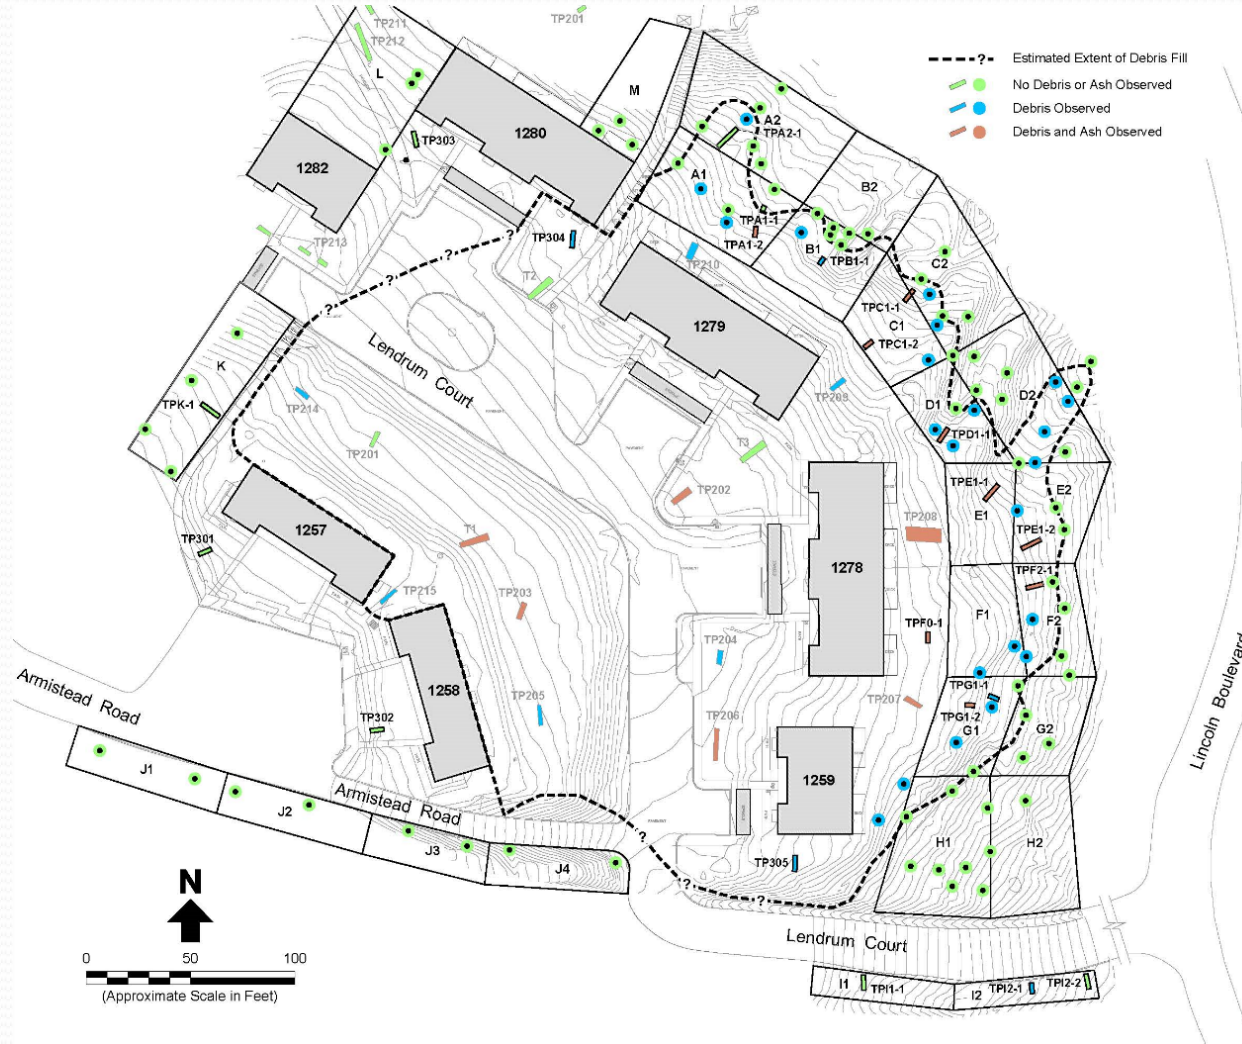 TP211
TP212
TP201
L
M
Estimated Extent of Debris Fill
?
No Debris or Ash Observed
Debris Observed
Debris and Ash Observed
1280
1282
TP303
A2
TPA2-1
A1
B2
TPA1-1
TPA1-2
B1
TPB1-1
TP213
TP304
TP210
T2
C2
TPC1-1
C1
TPC1-2
1279
Lendrum Court
?
?
?
?
K
TPK-1
TP214
TP201
TP209
D1
D2
TPD1-1
T3
TP202
TPE1-1
E1
E2
TPE1-2
TP208
1257
TP301
T1
1278
TPF2-1
F1
F2
TP215
TP203
TPF0-1
TP204
1258
TP205
TP206
TP207
TPG1-1
TPG1-2
G1
G2
TP302
1259
Armistead Road
Lincoln Boulevard
J1
J2
J3
J4
Armistead Road
?
?
?
TP305
H1
H2
N
0 50 100
(Approximate Scale in Feet)
Lendrum Court
I1
TPI1-1
I2
TPI2-1
TPI2-2